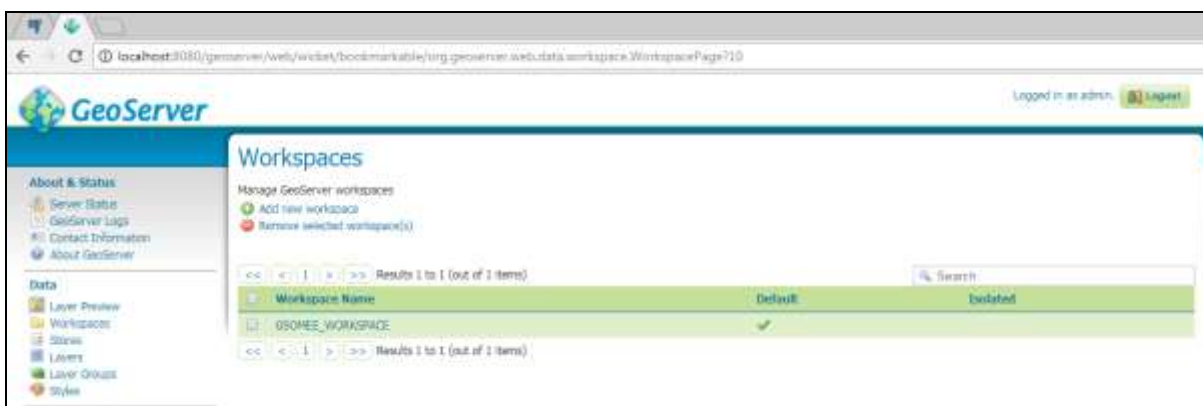 localhost:8080/geoserver/web/wicket/bookmarkable/org.geoserver.web.data.workspace.WorkspacePage?10
GeoServer
Logged in as admin.
Logout
About & Status
Server Status
GeoServer Logs
Contact Information
About GeoServer
Data
Layer Preview
Workspaces
Stores
Layers
Layer Groups
Styles
Workspaces
Manage GeoServer workspaces
Add new workspace
Remove selected workspace(s)
<< < 1 > >> Results 1 to 1 (out of 1 items)
Search
Workspace Name Default Isolated
OSOMEE_WORKSPACE
<< < 1 > >> Results 1 to 1 (out of 1 items)